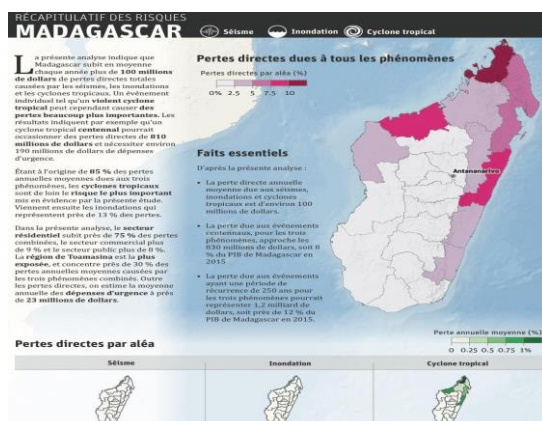 RÉCAPITULATIF DES RISQUES
MADAGASCAR
Séisme
Inondation
Cyclone tropical
La présente analyse indique que
Madagascar subit en moyenne
chaque année plus de 100 millions
de dollars de pertes directes totales
causées par les séismes, les inondations
et les cyclones tropicaux. Un événement
individuel tel qu'un violent cyclone
tropical peut cependant causer des
pertes beaucoup plus importantes. Les
résultats indiquent par exemple qu'un
cyclone tropical centennal pourrait
occasionner des pertes directes de 810
millions de dollars et nécessiter environ
190 millions de dollars de dépenses
d'urgence.
Étant à l'origine de 85 % des pertes
annuelles moyennes dues aux trois
phénomènes, les cyclones tropicaux
sont de loin le risque le plus important
mis en évidence par la présente étude.
Viennent ensuite les inondations qui
représentent près de 13 % des pertes.
Dans la présente analyse, le secteur
résidentiel subit près de 75 % des pertes
combinées, le secteur commercial plus
de 9 % et le secteur public plus de 8 %.
La région de Toamasina est la plus
exposée, et concentre près de 30 % des
pertes annuelles moyennes causées par
les trois phénomènes combinés. Outre
les pertes directes, on estime la moyenne
annuelle des dépenses d'urgence à près
de 23 millions de dollars.
Pertes directes dues à tous les phénomènes
Pertes directes par aléa (%)
0% 2.5 5 7.5 10
Antananarivo
Faits essentiels
D'après la présente analyse :
• La perte directe annuelle
moyenne due aux séismes,
inondations et cyclones
tropicaux est d'environ 100
millions de dollars.
• La perte due aux événements
centennaux, pour les trois
phénomènes, approche les
830 millions de dollars, soit 8
% du PIB de Madagascar en
2015
• La perte due aux événements
ayant une période de
récurrence de 250 ans pour
les trois phénomènes pourrait
représenter 1,2 milliard de
dollars, soit près de 12 % du
PIB de Madagascar en 2015.
Pertes directes par aléa
Perte annuelle moyenne (%)
0 0.25 0.5 0.75 1%
Séisme
Inondation
Cyclone tropical